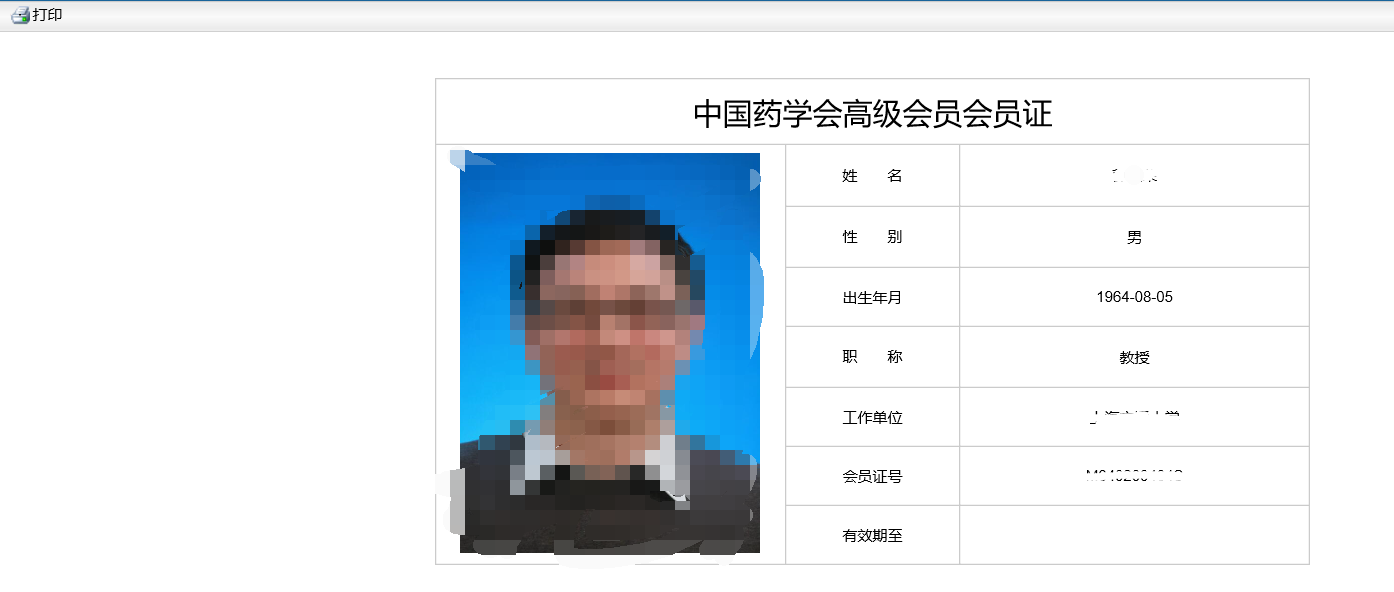 打印
中国药学会高级会员会员证
姓 名
性 别 男
出生年月 1964-08-05
职 称 教授
工作单位
会员证号
有效期至